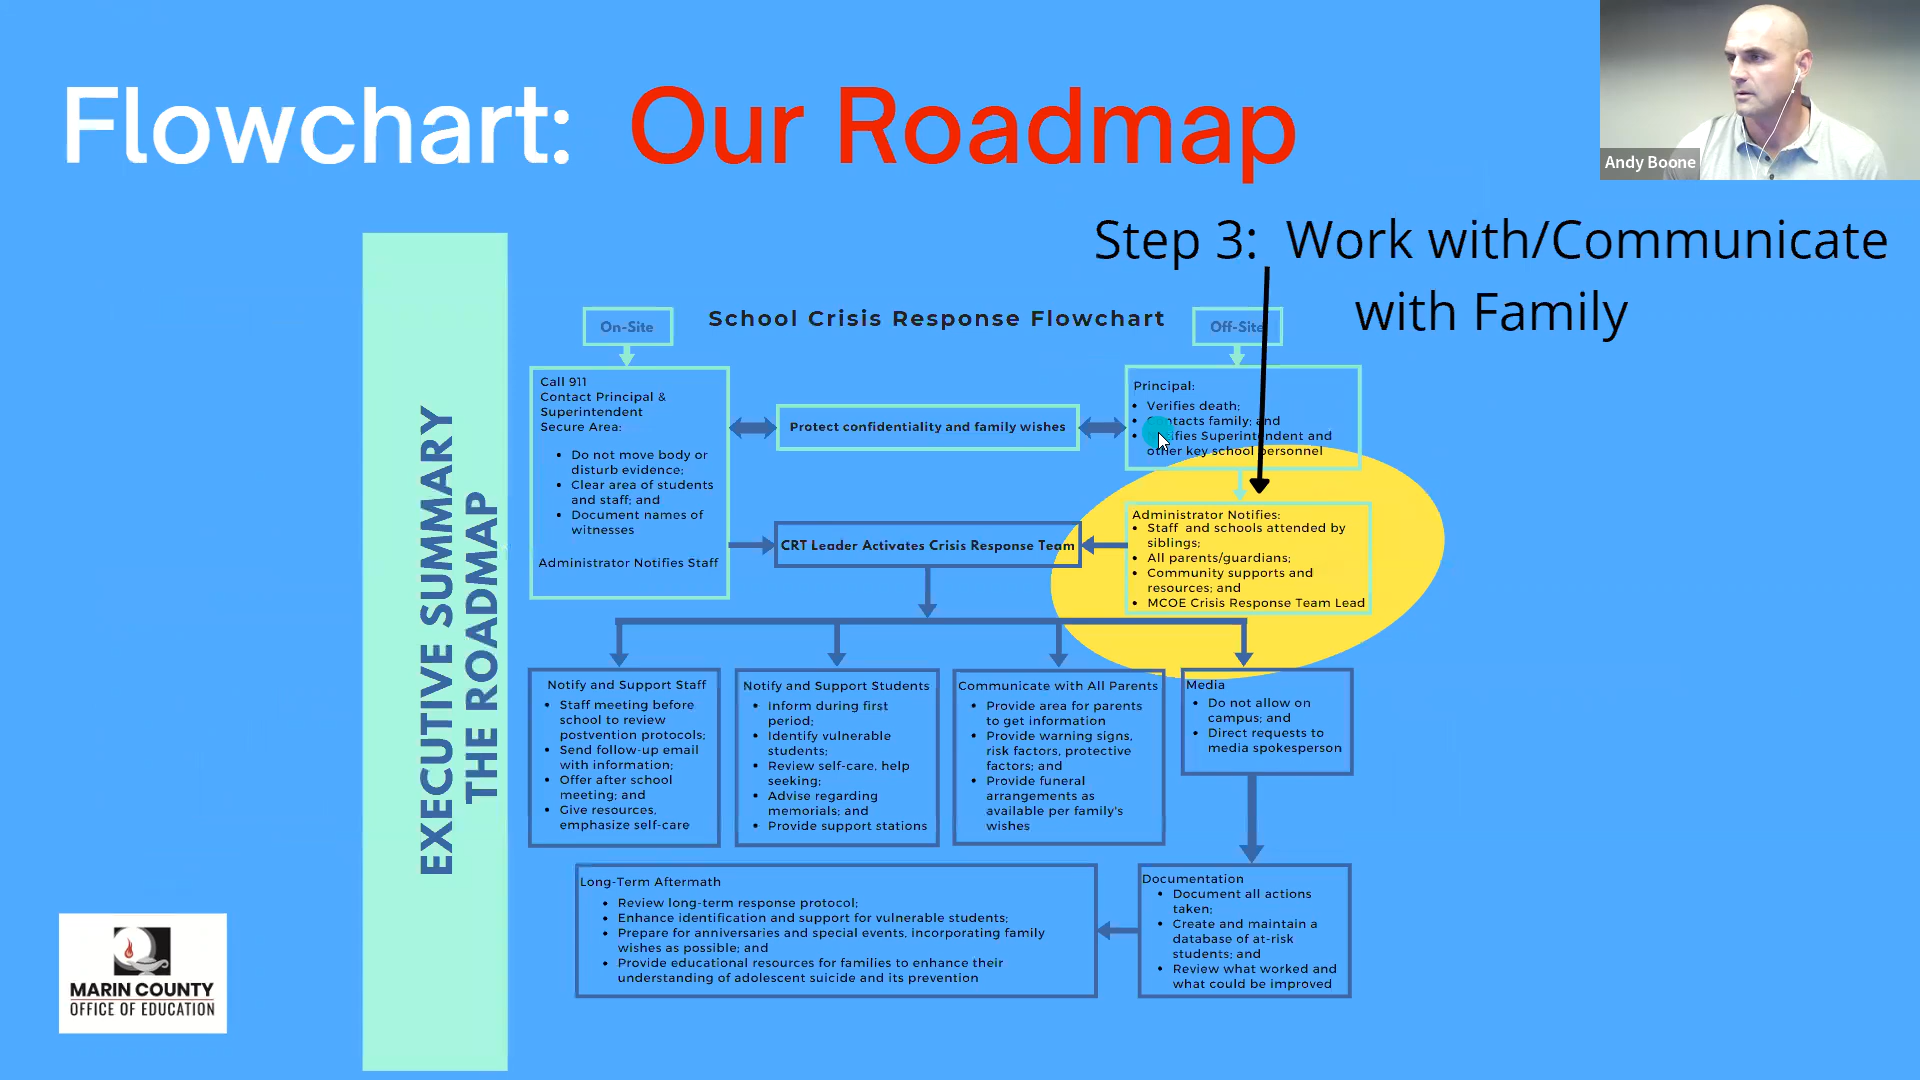 Flowchart: Our Roadmap
Andy Boone
Step 3: Work with/Communicate
with Family
EXECUTIVE SUMMARY
THE ROADMAP
School Crisis Response Flowchart
On-Site
Off-Site
Call 911
Contact Principal &
Superintendent
Secure Area:
• Do not move body or
disturb evidence;
• Clear area of students
and staff; and
• Document names of
witnesses
Administrator Notifies Staff
Protect confidentiality and family wishes
Principal:
• Verifies death;
• family; and
• Superintendent and
other key school personnel
CRT Leader Activates Crisis Response Team
Administrator Notifies:
• Staff and schools attended by
siblings;
• All parents/guardians;
• Community supports and
resources; and
• MCOE Crisis Response Team Lead
Notify and Support Staff
• Staff meeting before
school to review
postvention protocols;
• Send follow-up email
with information;
• Offer after school
meeting; and
• Give resources,
emphasize self-care
Notify and Support Students
• Inform during first
period;
• Identify vulnerable
students;
• Review self-care, help
seeking;
• Advise regarding
memorials; and
• Provide support stations
Communicate with All Parents
• Provide area for parents
to get information
• Provide warning signs,
risk factors, protective
factors; and
• Provide funeral
arrangements as
available per family's
wishes
Media
• Do not allow on
campus; and
• Direct requests to
media spokesperson
Long-Term Aftermath
• Review long-term response protocol;
• Enhance identification and support for vulnerable students;
• Prepare for anniversaries and special events, incorporating family
wishes as possible; and
• Provide educational resources for families to enhance their
understanding of adolescent suicide and its prevention
Documentation
• Document all actions
taken;
• Create and maintain a
database of at-risk
students; and
• Review what worked and
what could be improved
MARIN COUNTY
OFFICE OF EDUCATION